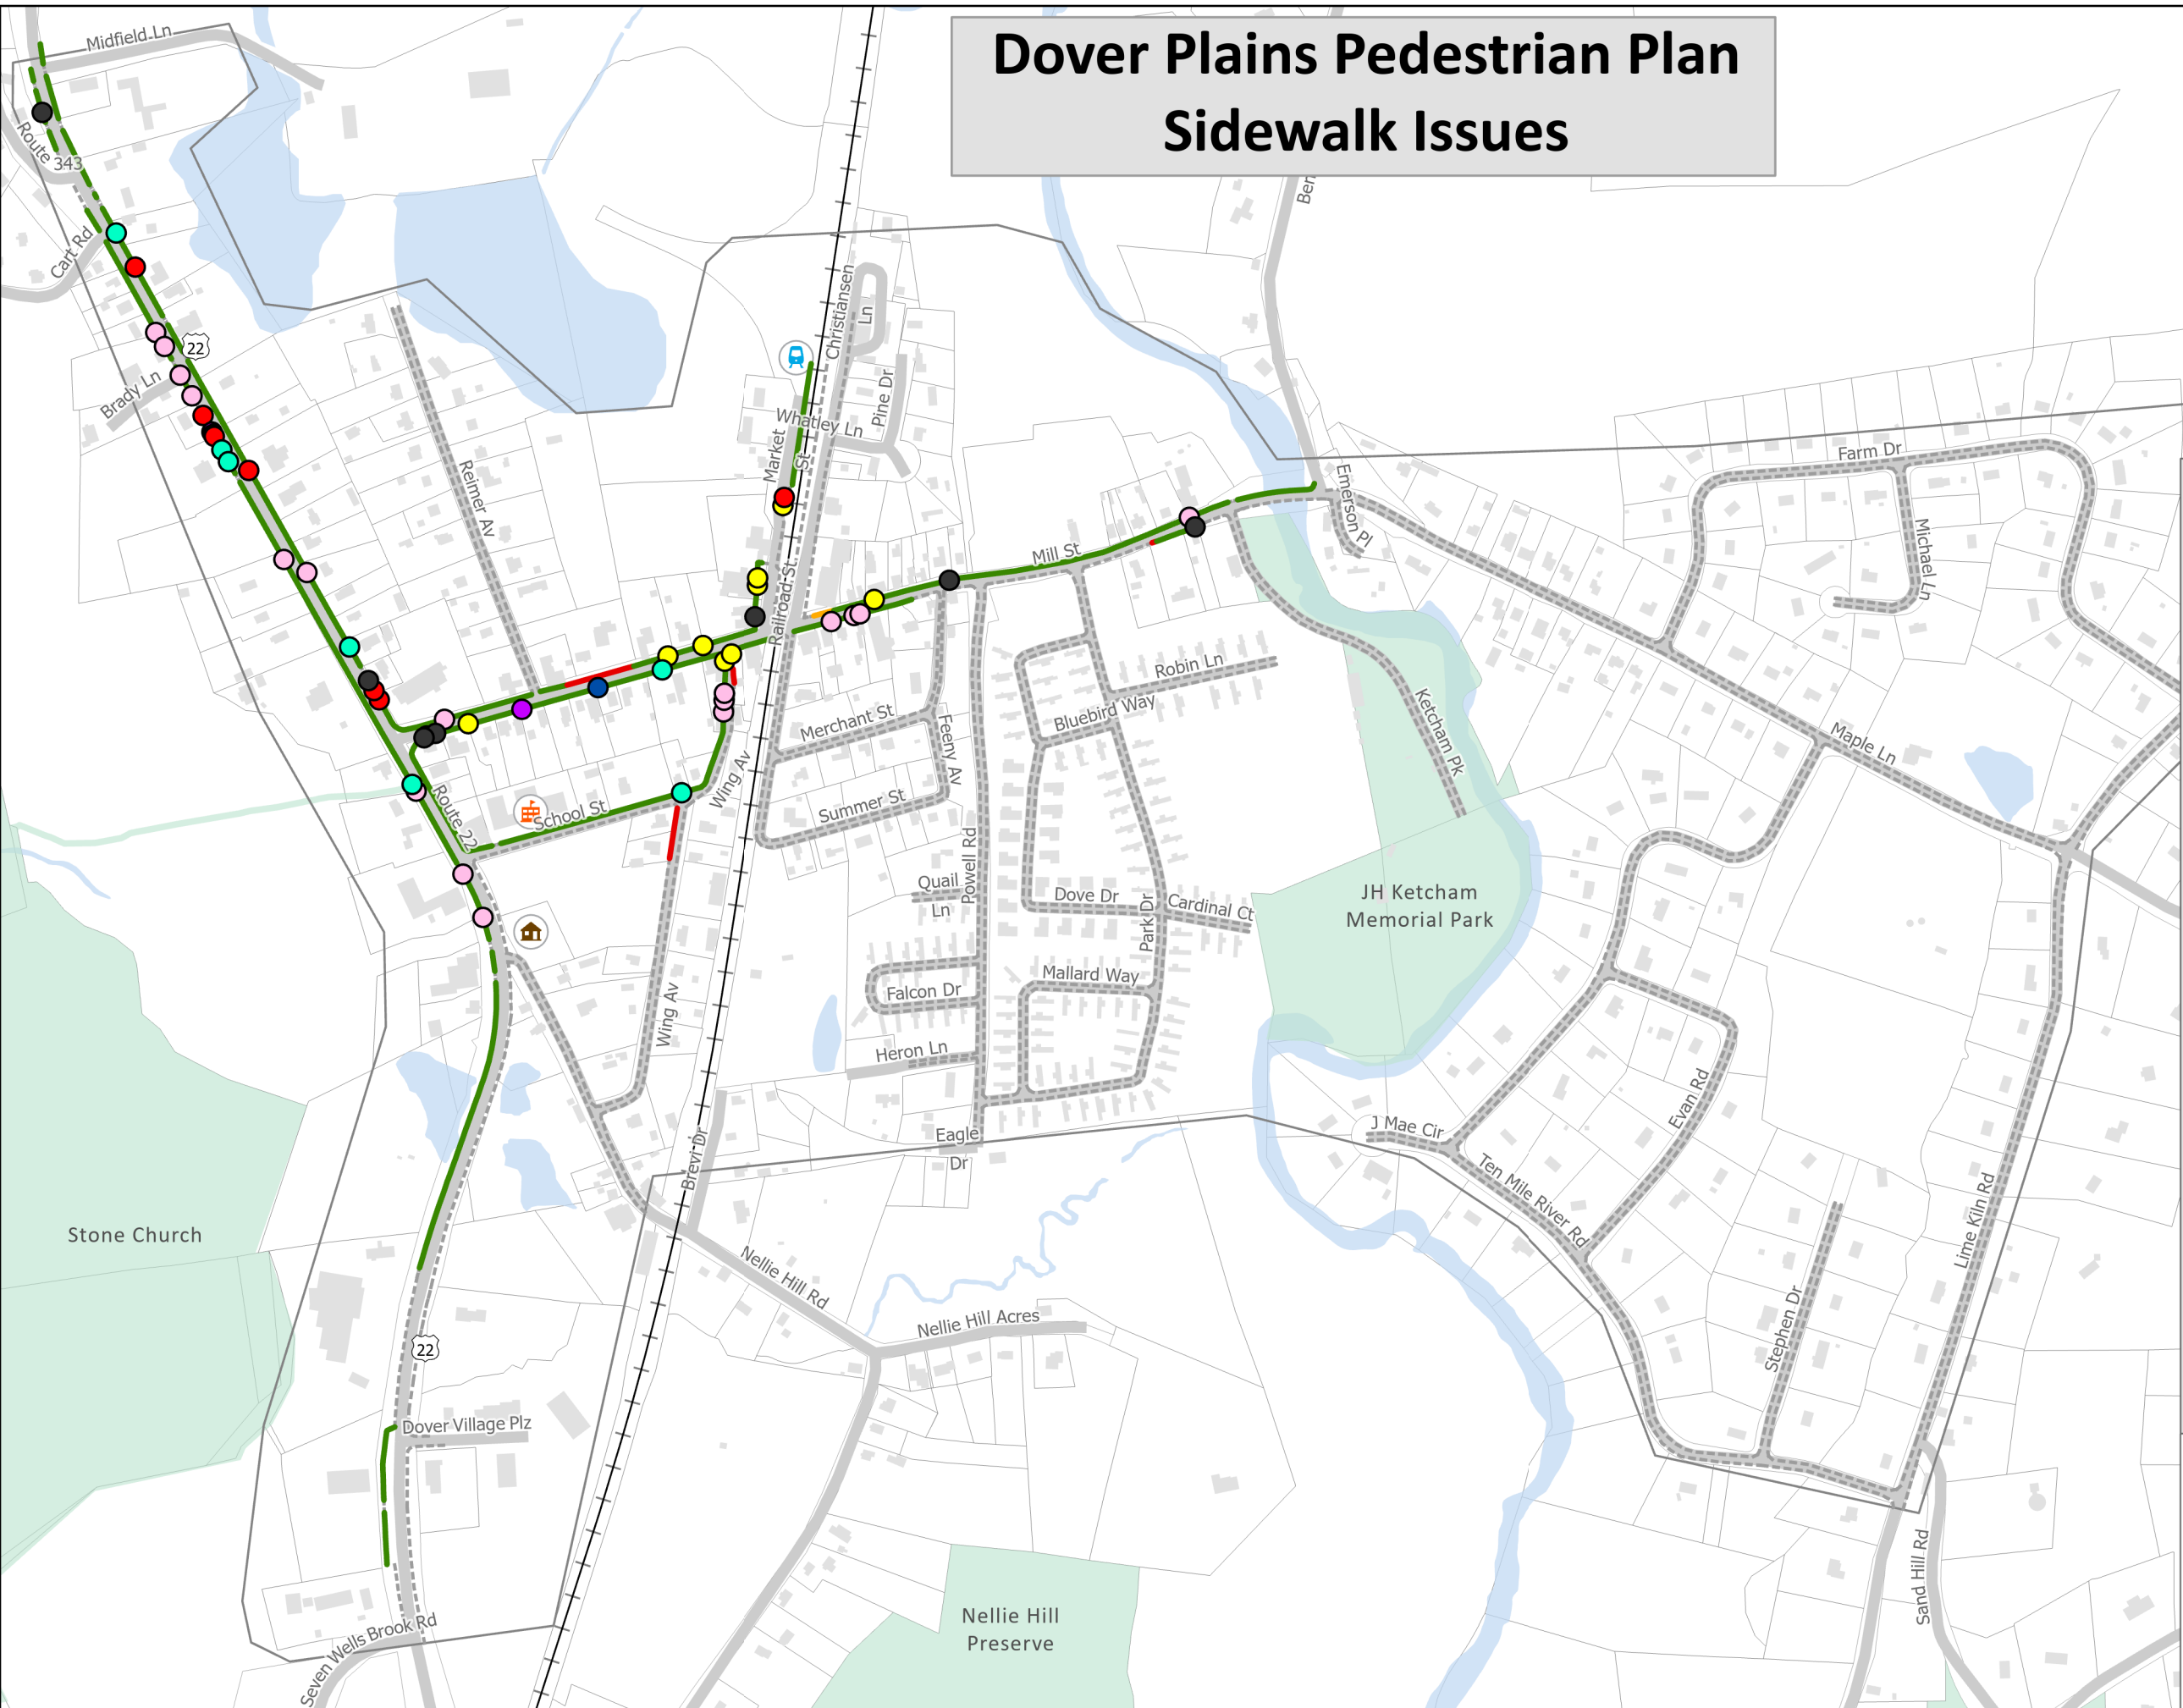 Dover Plains Pedestrian Plan
Sidewalk Issues
Midfield Ln
Route 343
Cart Rd
22
Brady Ln
Reimer Av
Christiansen
Ln
Pine Dr
Whatley Ln
Market
St
Railroad St
Mill St
Emerson Pl
Farm Dr
Michael Ln
Robin Ln
Bluebird Way
Merchant St
Feeny Av
Summer St
Wing Av
School St
Route 22
Ketcham Pk
Maple Ln
Powell Rd
Quail
Ln
Dove Dr
Cardinal Ct
Park Dr
JH Ketcham
Memorial Park
Mallard Way
Falcon Dr
Heron Ln
Wing Av
Eagle
Dr
Brevi Dr
J Mae Cir
Evan Rd
Ten Mile River Rd
Lime Kiln Rd
Stephen Dr
Stone Church
Nellie Hill Rd
Nellie Hill Acres
22
Dover Village Plz
Seven Wells Brook Rd
Nellie Hill
Preserve
Sand Hill Rd